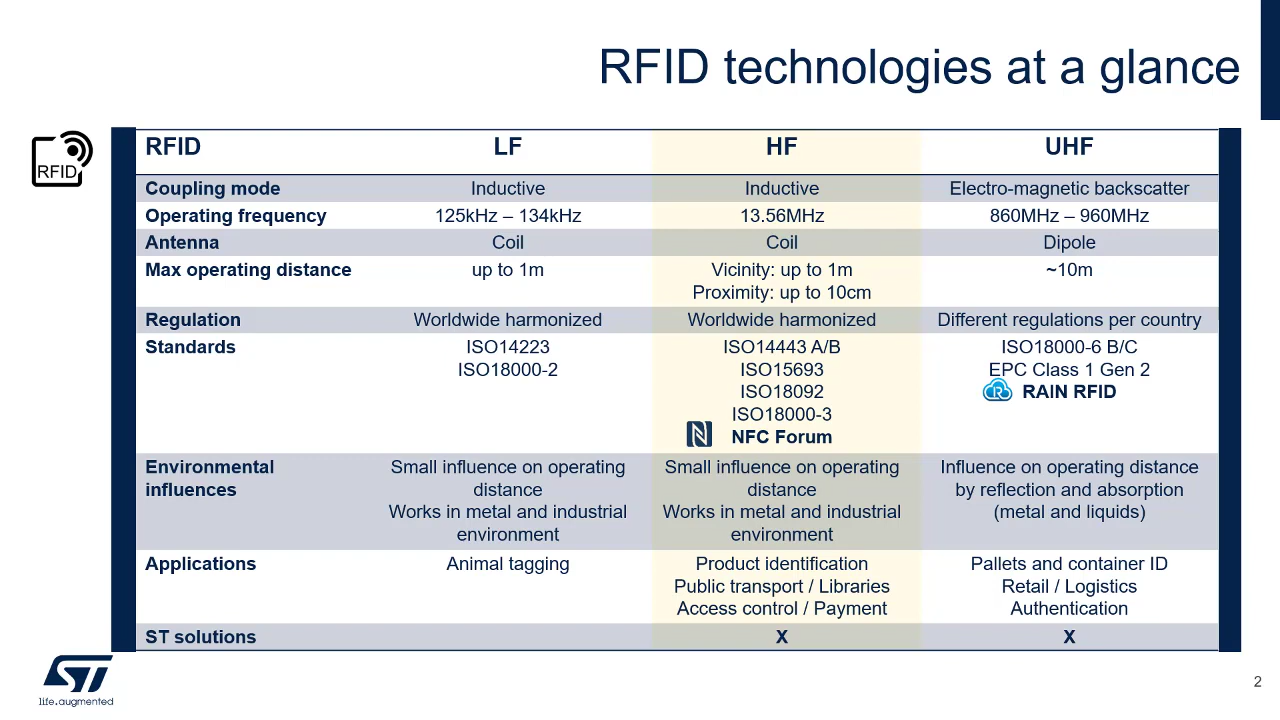 RFID technologies at a glance
RFID
RFID LF HF UHF
Coupling mode Inductive Inductive Electro-magnetic backscatter
Operating frequency 125kHz – 134kHz 13.56MHz 860MHz – 960MHz
Antenna Coil Coil Dipole
Max operating distance up to 1m Vicinity: up to 1m ~10m
Proximity: up to 10cm
Regulation Worldwide harmonized Worldwide harmonized Different regulations per country
Standards ISO14223 ISO14443 A/B ISO18000-6 B/C
ISO18000-2 ISO15693 EPC Class 1 Gen 2
ISO18092 R RAIN RFID
ISO18000-3
N NFC Forum
Environmental Small influence on operating Small influence on operating Influence on operating distance
influences distance distance by reflection and absorption
Works in metal and industrial Works in metal and industrial (metal and liquids)
environment environment
Applications Animal tagging Product identification Pallets and container ID
Public transport / Libraries Retail / Logistics
Access control / Payment Authentication
ST solutions X X
ST
life.augmented
2